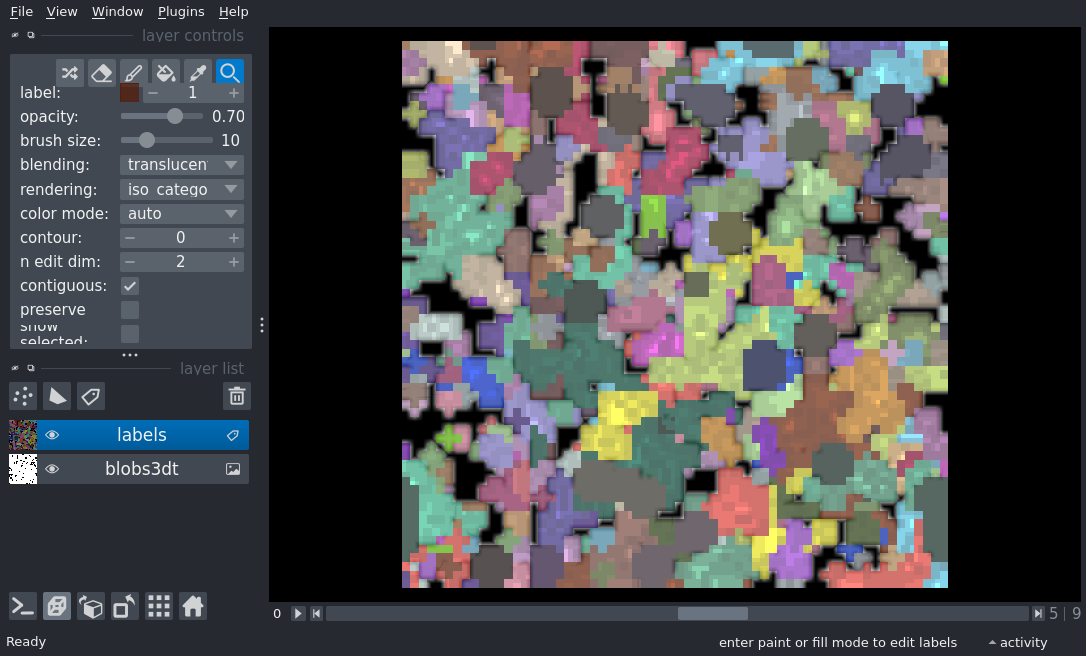 File View Window Plugins Help
layer controls
label: 1
opacity: 0.70
brush size: 10
blending: translucen
rendering: iso_catego
color mode: auto
contour: 0
n edit dim: 2
contiguous:
preserve
show
selected:
layer list
labels
blobs3dt
0 5 9
Ready enter paint or fill mode to edit labels activity